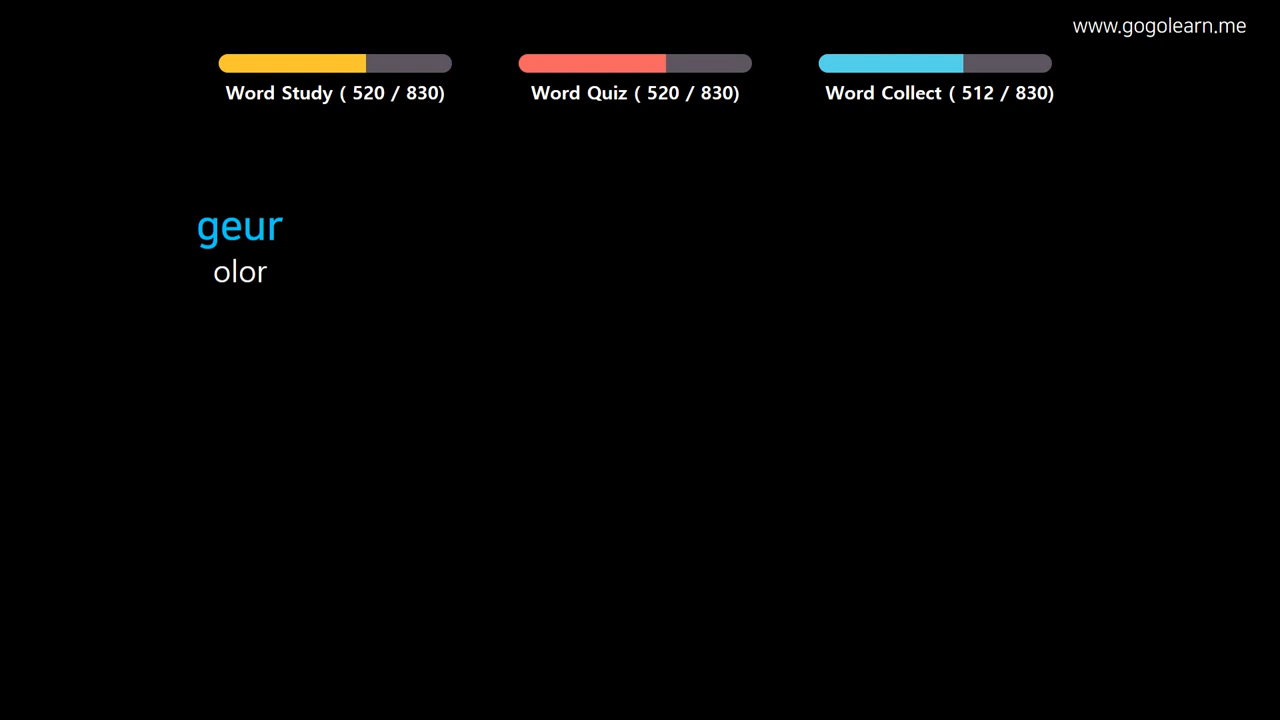 www.gogolearn.me
Word Study ( 520 / 830)
Word Quiz ( 520 / 830)
Word Collect ( 512 / 830)
geur
olor